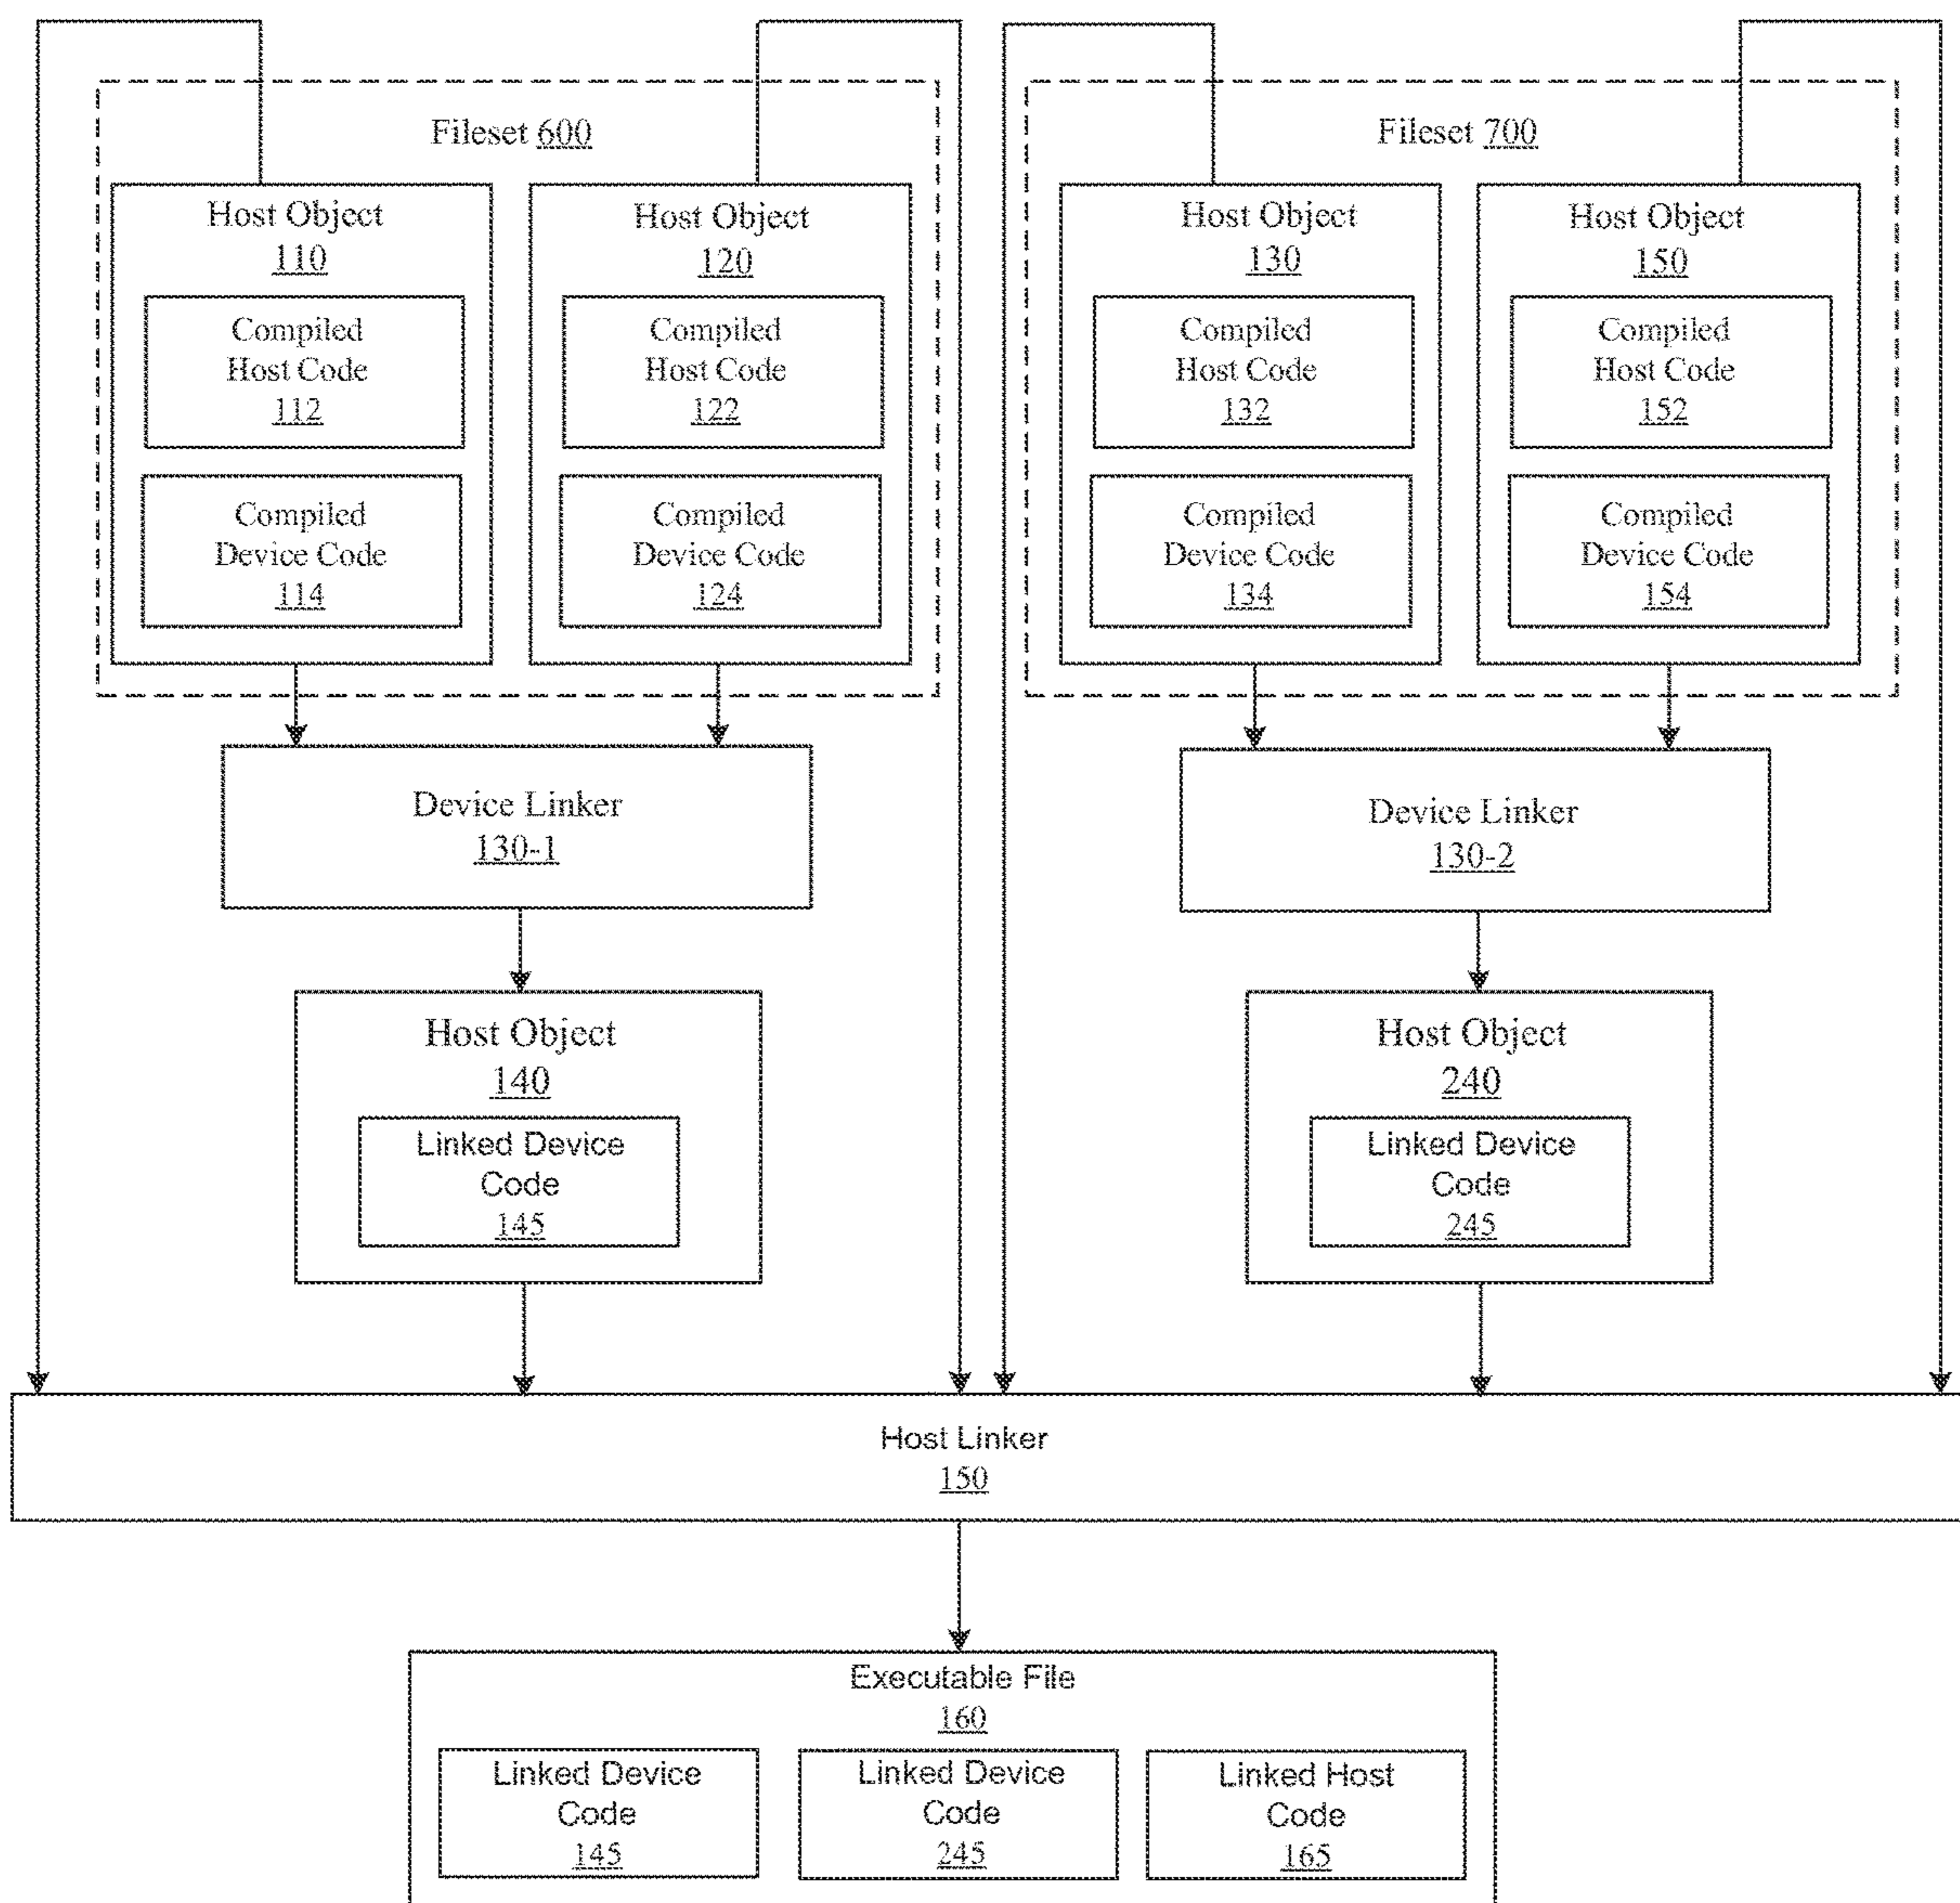 Fileset 600
Host Object
110
Compiled
Host Code
112
Compiled
Device Code
114
Host Object
120
Compiled
Host Code
122
Compiled
Device Code
124
Fileset 700
Host Object
130
Compiled
Host Code
132
Compiled
Device Code
134
Host Object
150
Compiled
Host Code
152
Compiled
Device Code
154
Device Linker
130-1
Device Linker
130-2
Host Object
140
Linked Device
Code
145
Host Object
240
Linked Device
Code
245
Host Linker
150
Executable File
160
Linked Device
Code
145
Linked Device
Code
245
Linked Host
Code
165